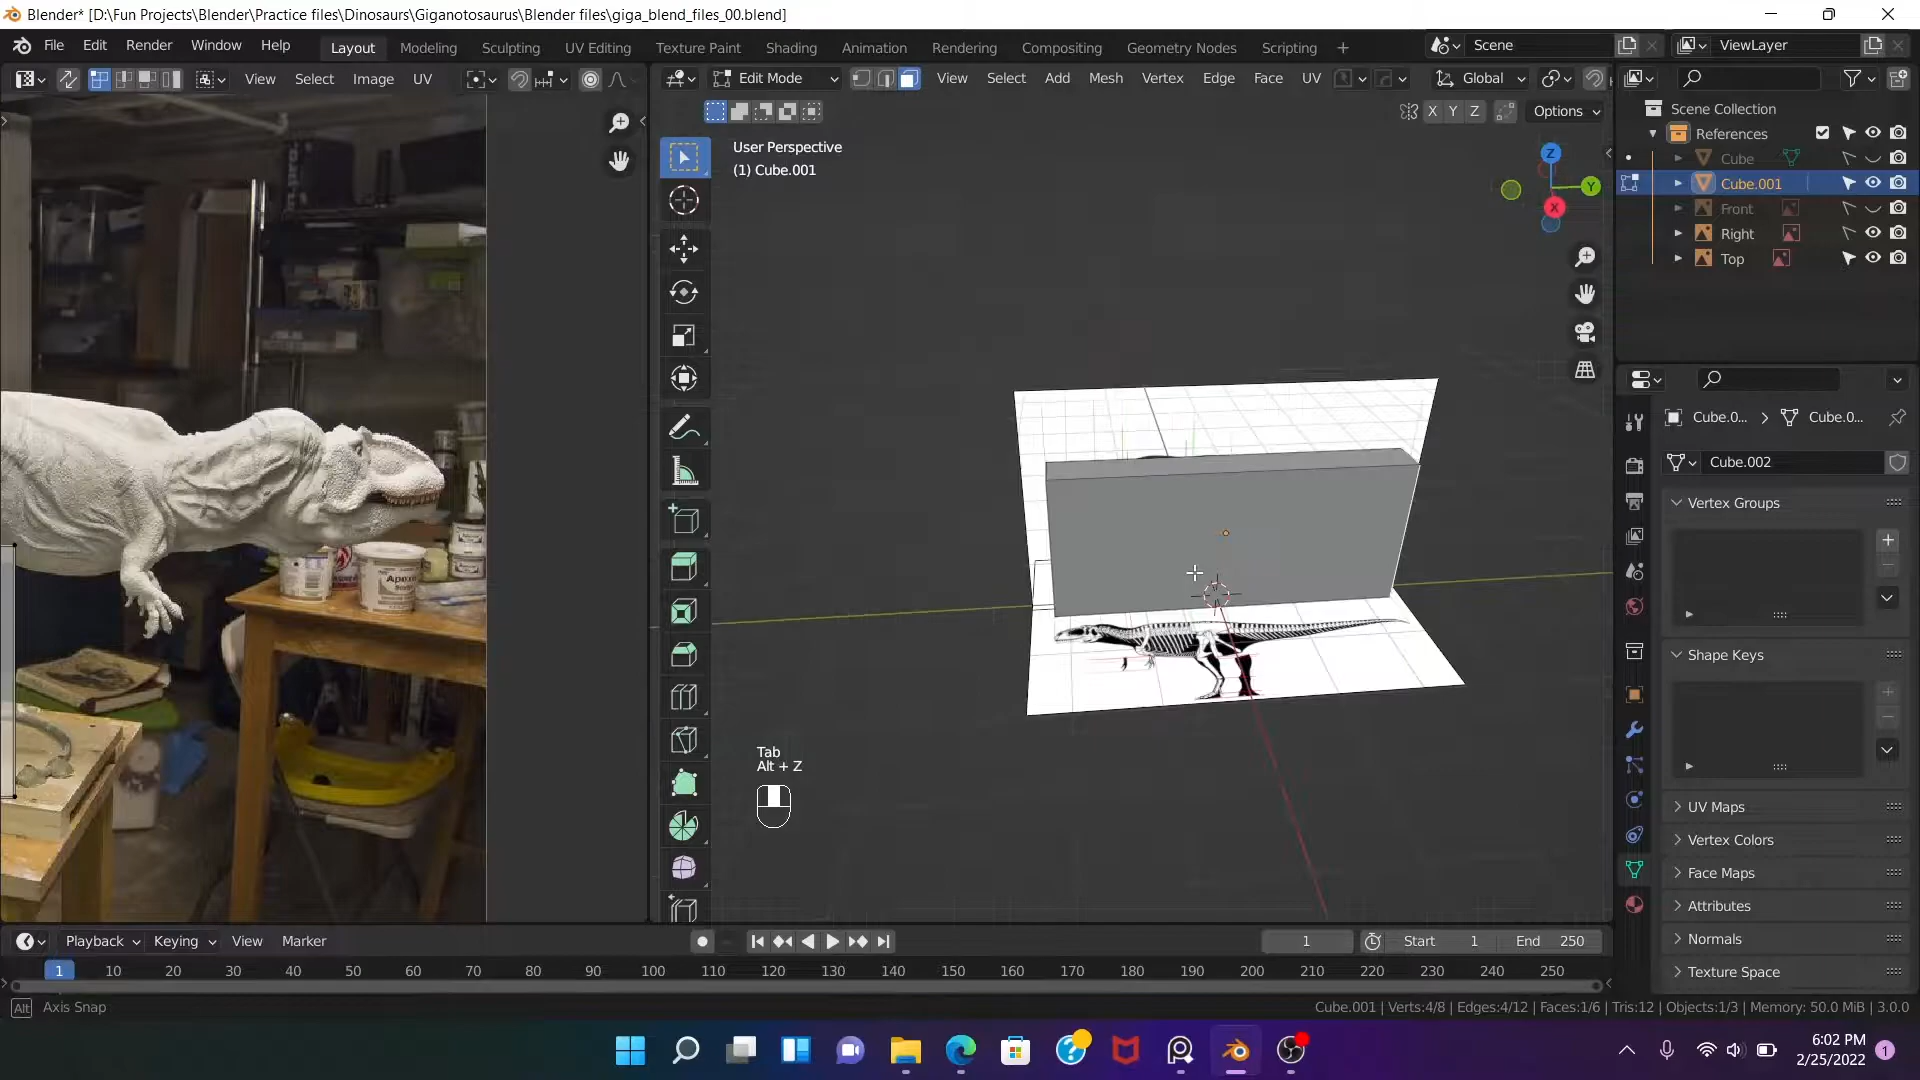 Blender* [D:\Fun Projects\Blender\Practice files\Dinosaurs\Giganotosaurus\Blender files\giga_blend_files_00.blend]
File Edit Render Window Help Layout Modeling Sculpting UV Editing Texture Paint Shading Animation Rendering Compositing Geometry Nodes Scripting + Scene ViewLayer
View Select Image UV Edit Mode View Select Add Mesh Vertex Edge Face UV Global
X Y Z Options
Scene Collection
References
User Perspective
(1) Cube.001
Cube
Cube.001
Front
Right
Top
Z
Y
X
Cube.0... Cube.0...
Cube.002
Vertex Groups
Shape Keys
Tab
Alt + Z
UV Maps
Vertex Colors
Face Maps
Attributes
Normals
Texture Space
Playback Keying View Marker 1 Start 1 End 250
1 10 20 30 40 50 60 70 80 90 100 110 120 130 140 150 160 170 180 190 200 210 220 230 240 250
Alt Axis Snap Cube.001 | Verts:4/8 | Edges:4/12 | Faces:1/6 | Tris:12 | Objects:1/3 | Memory: 50.0 MiB | 3.0.0
6:02 PM
2/25/2022 1